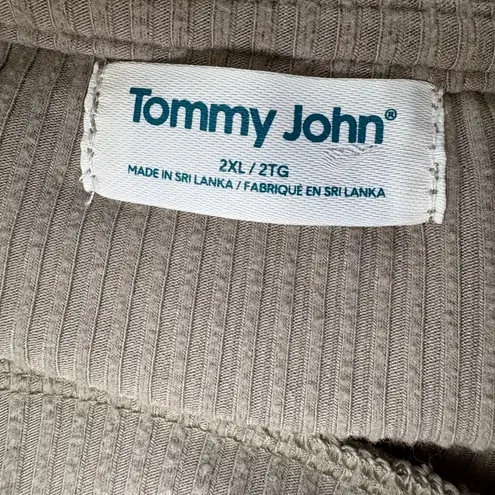 Tommy John®
2XL / 2TG
MADE IN SRI LANKA / FABRIQUÉ EN SRI LANKA